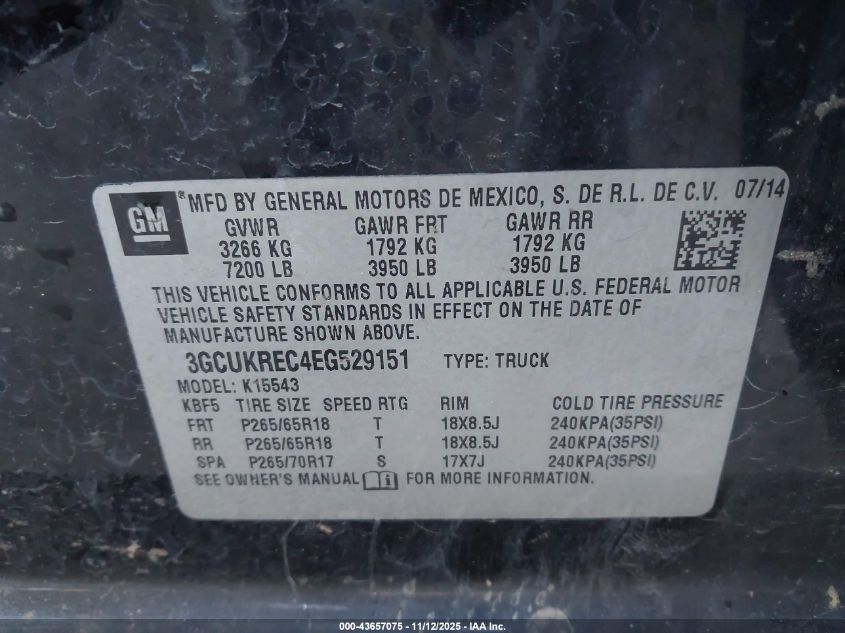 GM ® MFD BY GENERAL MOTORS DE MEXICO, S. DE R.L. DE C.V. 07/14
GVWR GAWR FRT GAWR RR
3266 KG 1792 KG 1792 KG
7200 LB 3950 LB 3950 LB
THIS VEHICLE CONFORMS TO ALL APPLICABLE U.S. FEDERAL MOTOR
VEHICLE SAFETY STANDARDS IN EFFECT ON THE DATE OF
MANUFACTURE SHOWN ABOVE.
3GCUKREC4EG529151 TYPE: TRUCK
MODEL: K15543
KBF5 TIRE SIZE SPEED RTG RIM COLD TIRE PRESSURE
FRT P265/65R18 T 18X8.5J 240KPA(35PSI)
RR P265/65R18 T 18X8.5J 240KPA(35PSI)
SPA P265/70R17 S 17X7J 240KPA(35PSI)
SEE OWNER'S MANUAL FOR MORE INFORMATION.
000-43657075 - 11/12/2025 - IAA Inc.